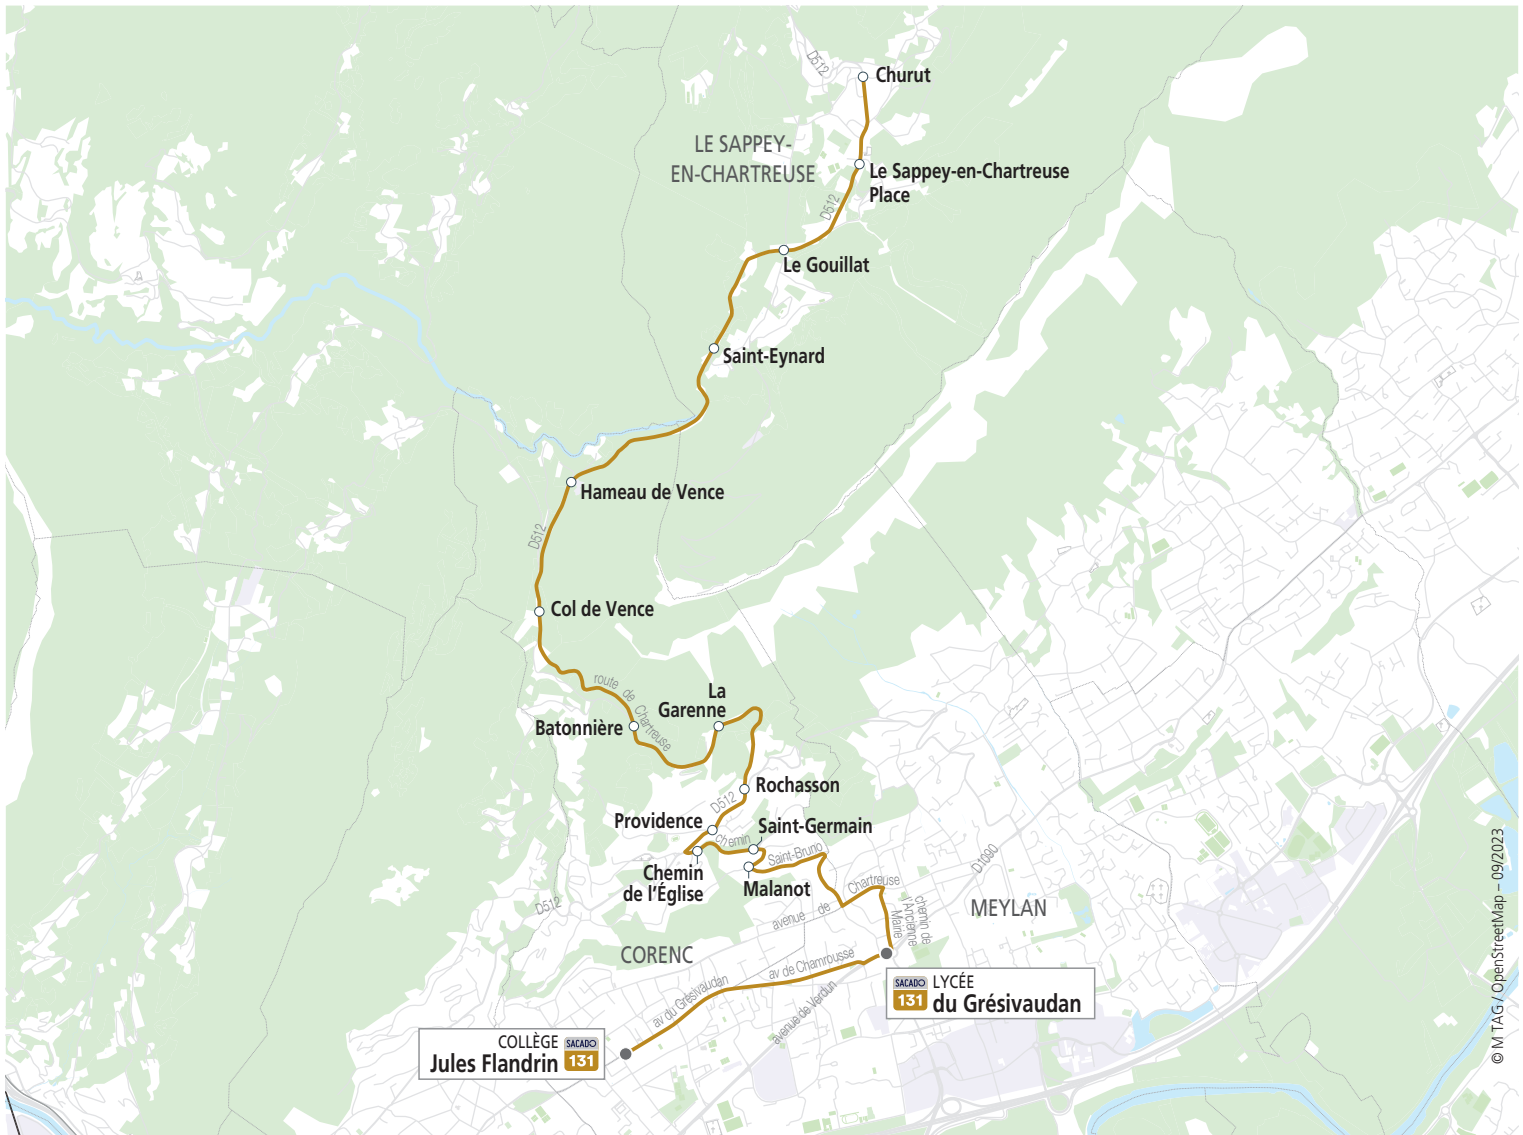 D512
Churut
LE SAPPEY-
EN-CHARTREUSE
Le Sappey-en-Chartreuse
Place
D512
Le Gouillat
Saint-Eynard
Hameau de Vence
D512
Col de Vence
route de Chartreuse
La
Garenne
Batonnière
Rochasson
D512
Providence
chemin
Saint-Germain
Saint-Bruno
Chemin
de l'Église
Malanot
D512
avenue de Chartreuse
D1090
chemin de
l'Ancienne
Mairie
MEYLAN
CORENC
av du Grésivaudan
av de Chamrousse
avenue de Verdun
SACADO
131
LYCÉE
du Grésivaudan
COLLÈGE
Jules Flandrin
SACADO
131
© M TAG / OpenStreetMap – 09/2023